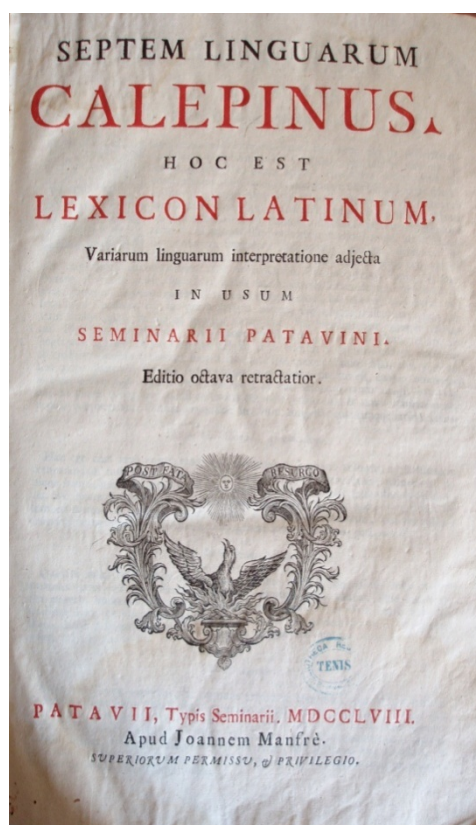 SEPTEM LINGUARUM
CALEPINUS.
HOC EST
LEXICON LATINUM,
Variarum linguarum interpretatione adjecta
IN USUM
SEMINARII PATAVINI.
Editio octava retractatior.
POST FATA RESURGO
TENIS
PATAVII, Typis Seminarii. MDCCLVIII.
Apud Joannem Manfrè.
SUPERIORUM PERMISSU, & PRIVILEGIO.